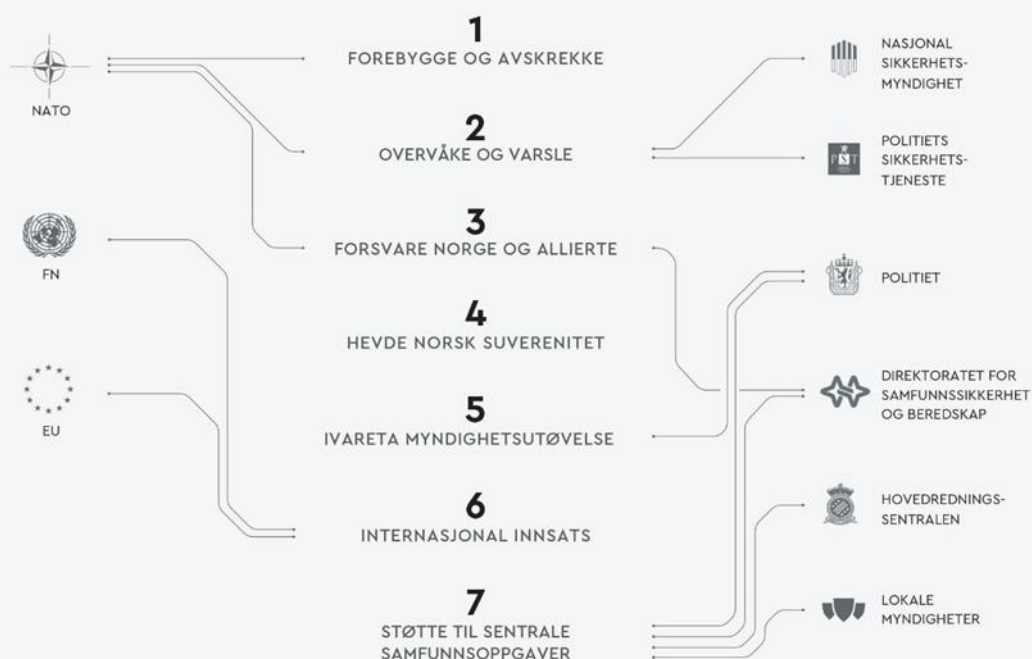 NATO
FN
EU
1
FOREBYGGE OG AVSKREKKE
2
OVERVÅKE OG VARSLE
3
FORSVARE NORGE OG ALLIERTE
4
HEVDE NORSK SUVERENITET
5
IVARETA MYNDIGHETSUTØVELSE
6
INTERNASJONAL INNSATS
7
STØTTE TIL SENTRALE
SAMFUNNSOPPGAVER
NASJONAL
SIKKERHETS-
MYNDIGHET
PST
POLITIETS
SIKKERHETS-
TJENESTE
POLITIET
DIREKTORATET FOR
SAMFUNNSSIKKERHET
OG BEREDSKAP
HOVEDREDNINGS-
SENTRALEN
LOKALE
MYNDIGHETER